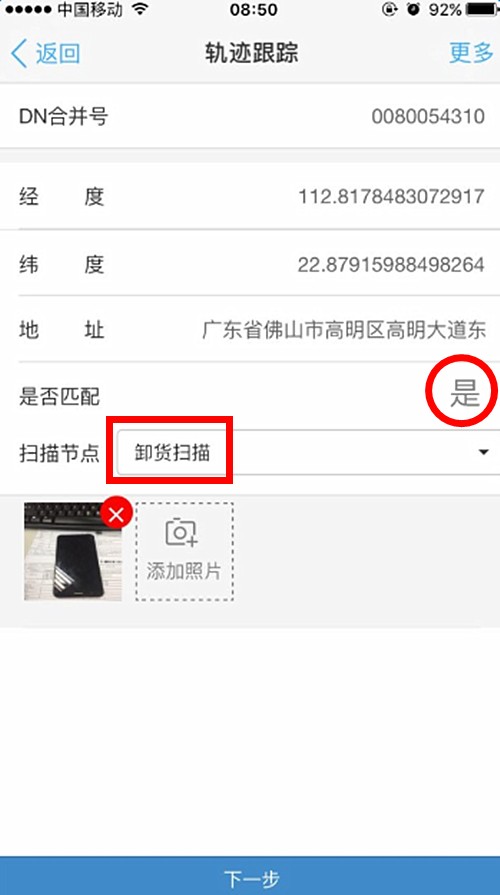 中国移动 08:50 92%
返回 轨迹跟踪 更多
DN合并号 0080054310
经 度 112.8178483072917
纬 度 22.87915988498264
地 址 广东省佛山市高明区高明大道东
是否匹配 是
扫描节点 卸货扫描
添加照片
下一步